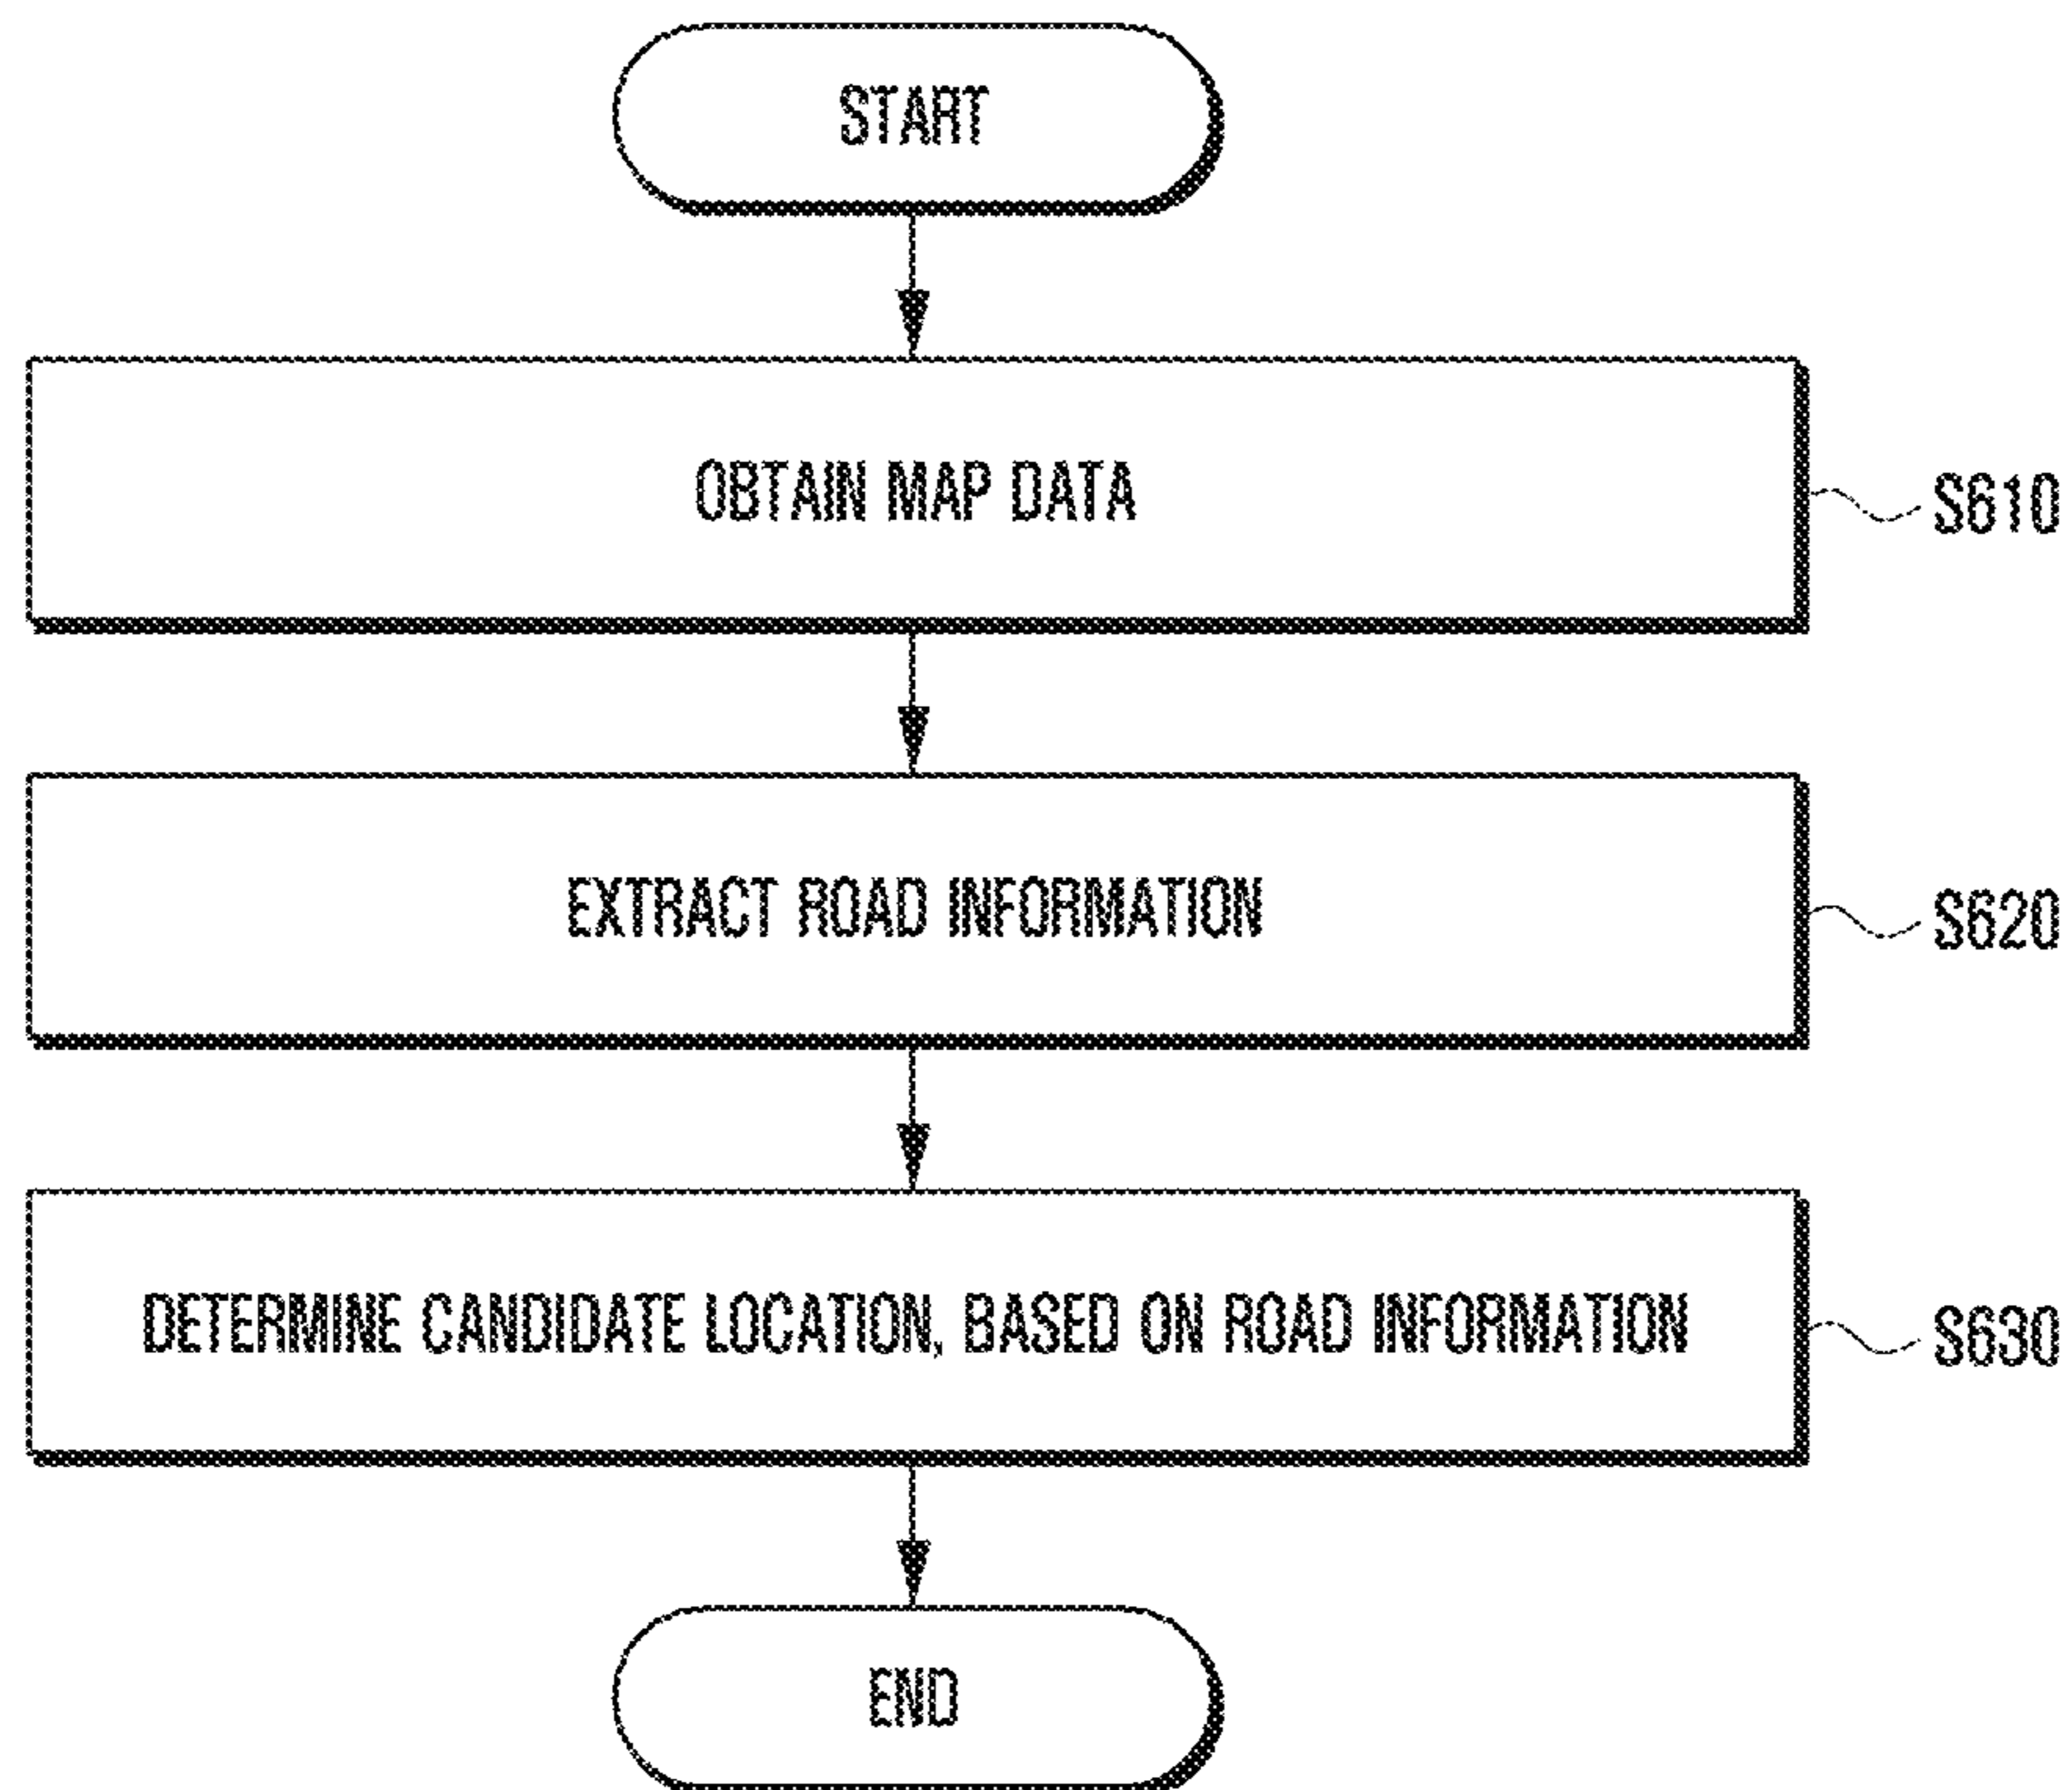 START
OBTAIN MAP DATA
S610
EXTRACT ROAD INFORMATION
S620
DETERMINE CANDIDATE LOCATION, BASED ON ROAD INFORMATION
S630
END